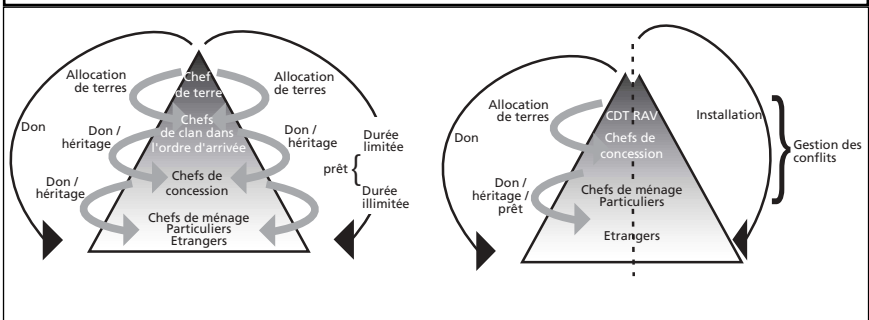 Allocation
de terres
Chef
de terre
Allocation
de terres
Don
Don /
héritage
Chefs
de clan dans
l'ordre d'arrivée
Don /
héritage
Durée
limitée
prêt {
Durée
illimitée
Don /
héritage
Chefs de
concession
Chefs de ménage
Particuliers
Etrangers
Allocation
de terres
CDT RAV
Installation
Don
Chefs de
concession
Gestion des
conflits
Don /
héritage /
prêt
Chefs de ménage
Particuliers
Etrangers